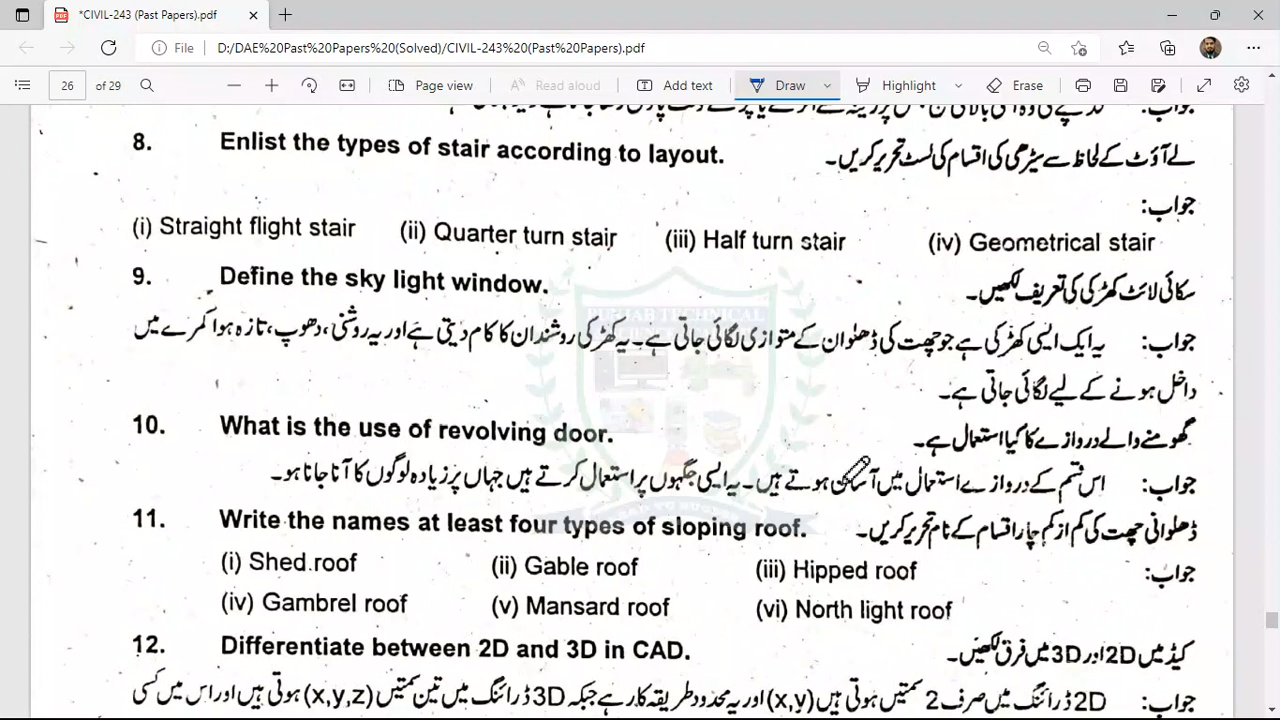 *CIVIL-243 (Past Papers).pdf
File D:/DAE%20Past%20Papers%20(Solved)/CIVIL-243%20(Past%20Papers).pdf
26 of 29 Page view Read aloud Add text Draw Highlight Erase
جواب:
8. Enlist the types of stair according to layout. لے آؤٹ کے لحاظ سے سیڑھی کی اقسام کی لسٹ تحریر کریں۔
جواب:
(i) Straight flight stair (ii) Quarter turn stair (iii) Half turn stair (iv) Geometrical stair
9. Define the sky light window. سکائی لائٹ کھڑکی کی تعریف لکھیں۔
جواب: یہ ایک ایسی کھڑکی ہے جو چھت کی ڈھلوان کے متوازی لگائی جاتی ہے۔ یہ کھڑکی روشندان کا کام دیتی ہے اور یہ روشنی، دھوپ، تازہ ہوا کمرے میں
داخل ہونے کے لیے لگائی جاتی ہے۔
10. What is the use of revolving door. گھومنے والے دروازے کا کیا استعمال ہے۔
جواب: اس قسم کے دروازے استعمال میں آسان ہوتے ہیں۔ یہ ایسی جگہوں پر استعمال کرتے ہیں جہاں پر زیادہ لوگوں کا آنا جانا ہو۔
11. Write the names at least four types of sloping roof. ڈھلوانی چھت کی کم از کم چار اقسام کے نام تحریر کریں۔
(i) Shed roof (ii) Gable roof (iii) Hipped roof جواب:
(iv) Gambrel roof (v) Mansard roof (vi) North light roof
12. Differentiate between 2D and 3D in CAD. کیڈ میں 2D اور 3D میں فرق لکھیں۔
جواب: 2D ڈرائنگ میں صرف 2 سمتیں ہوتی ہیں (x,y) اور یہ محدود طریقہ کار ہے جبکہ 3D ڈرائنگ میں تین سمتیں (x,y,z) ہوتی ہیں اور اس میں کسی
PUNJAB TECHNICAL